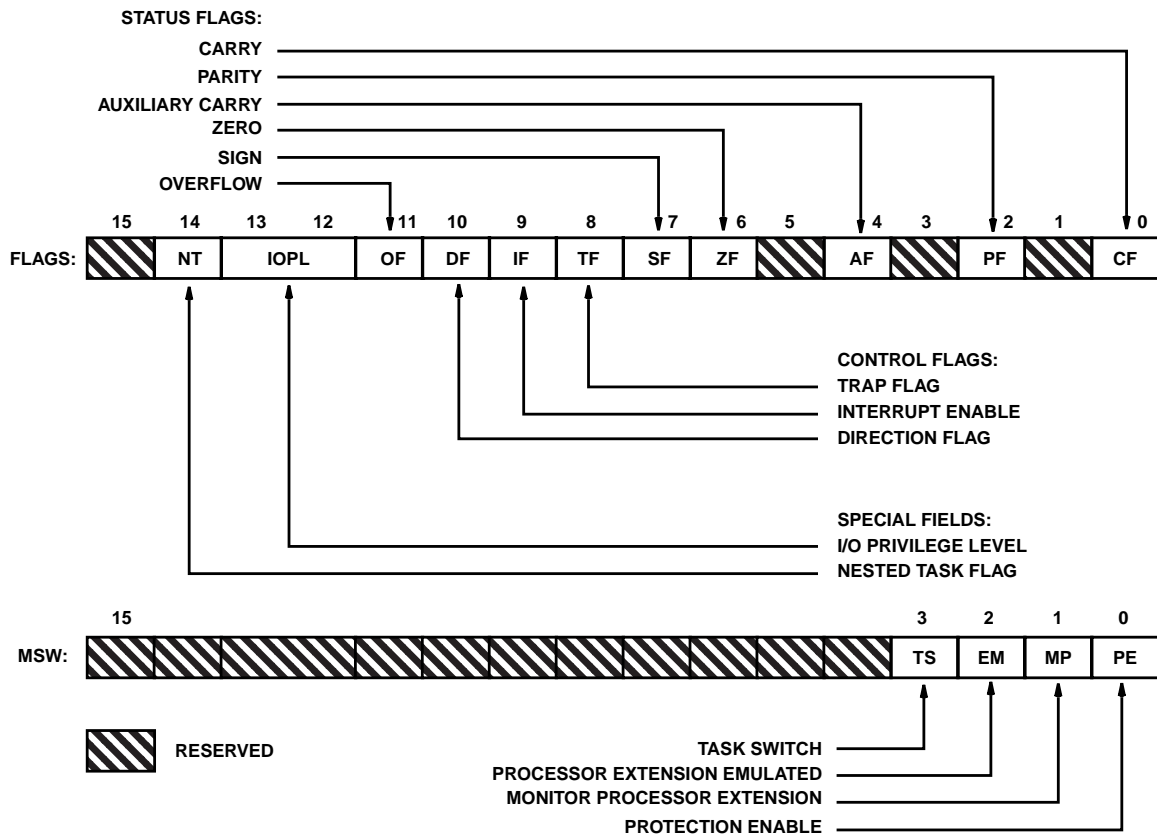 STATUS FLAGS:
CARRY
PARITY
AUXILIARY CARRY
ZERO
SIGN
OVERFLOW
15 14 13 12 11 10 9 8 7 6 5 4 3 2 1 0
FLAGS: NT IOPL OF DF IF TF SF ZF AF PF CF
CONTROL FLAGS:
TRAP FLAG
INTERRUPT ENABLE
DIRECTION FLAG
SPECIAL FIELDS:
I/O PRIVILEGE LEVEL
NESTED TASK FLAG
15 3 2 1 0
MSW: TS EM MP PE
RESERVED
TASK SWITCH
PROCESSOR EXTENSION EMULATED
MONITOR PROCESSOR EXTENSION
PROTECTION ENABLE